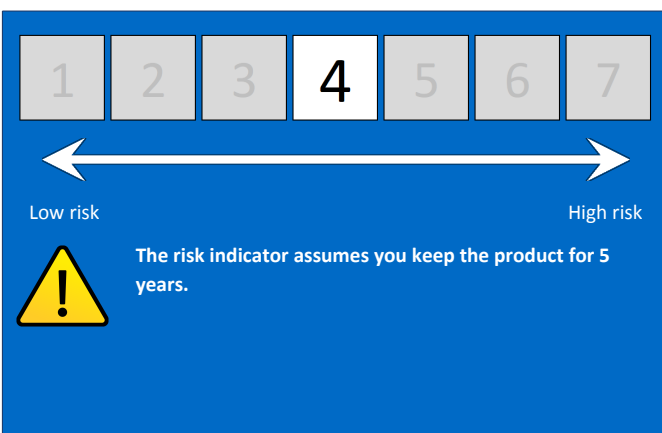 1 2 3 4 5 6 7
Low risk High risk
The risk indicator assumes you keep the product for 5
years.